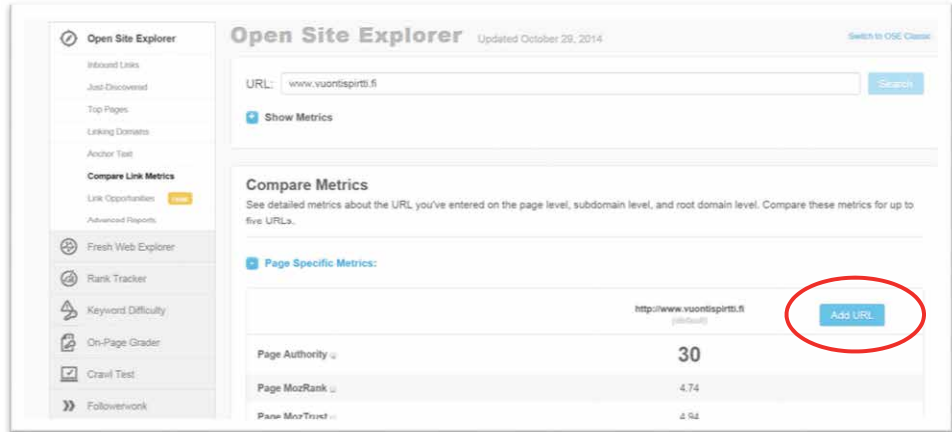 Open Site Explorer
Inbound Links
Just-Discovered
Top Pages
Linking Domains
Anchor Text
Compare Link Metrics
Link Opportunities new
Advanced Reports
Fresh Web Explorer
Rank Tracker
Keyword Difficulty
On-Page Grader
Crawl Test
Followerwonk
Open Site Explorer Updated October 29, 2014
Switch to OSE Classic
URL: www.vuontispirtti.fi Search
Show Metrics
Compare Metrics
See detailed metrics about the URL you've entered on the page level, subdomain level, and root domain level. Compare these metrics for up to
five URLs.
Page Specific Metrics:
http://www.vuontispirtti.fi Add URL
(default)
Page Authority 30
Page MozRank 4.74
Page MozTrust 4.94